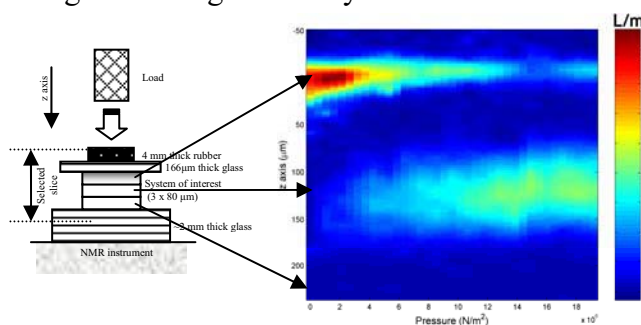 L/m
z axis
Load
4 mm thick rubber
166µm thick glass
Selected
slice
System of interest
(3 x 80 µm)
~2 mm thick glass
NMR instrument
-50
0
50
100
150
200
z axis (µm)
0 2 4 6 8 10 12 14 16 18
Pressure (N/m²)